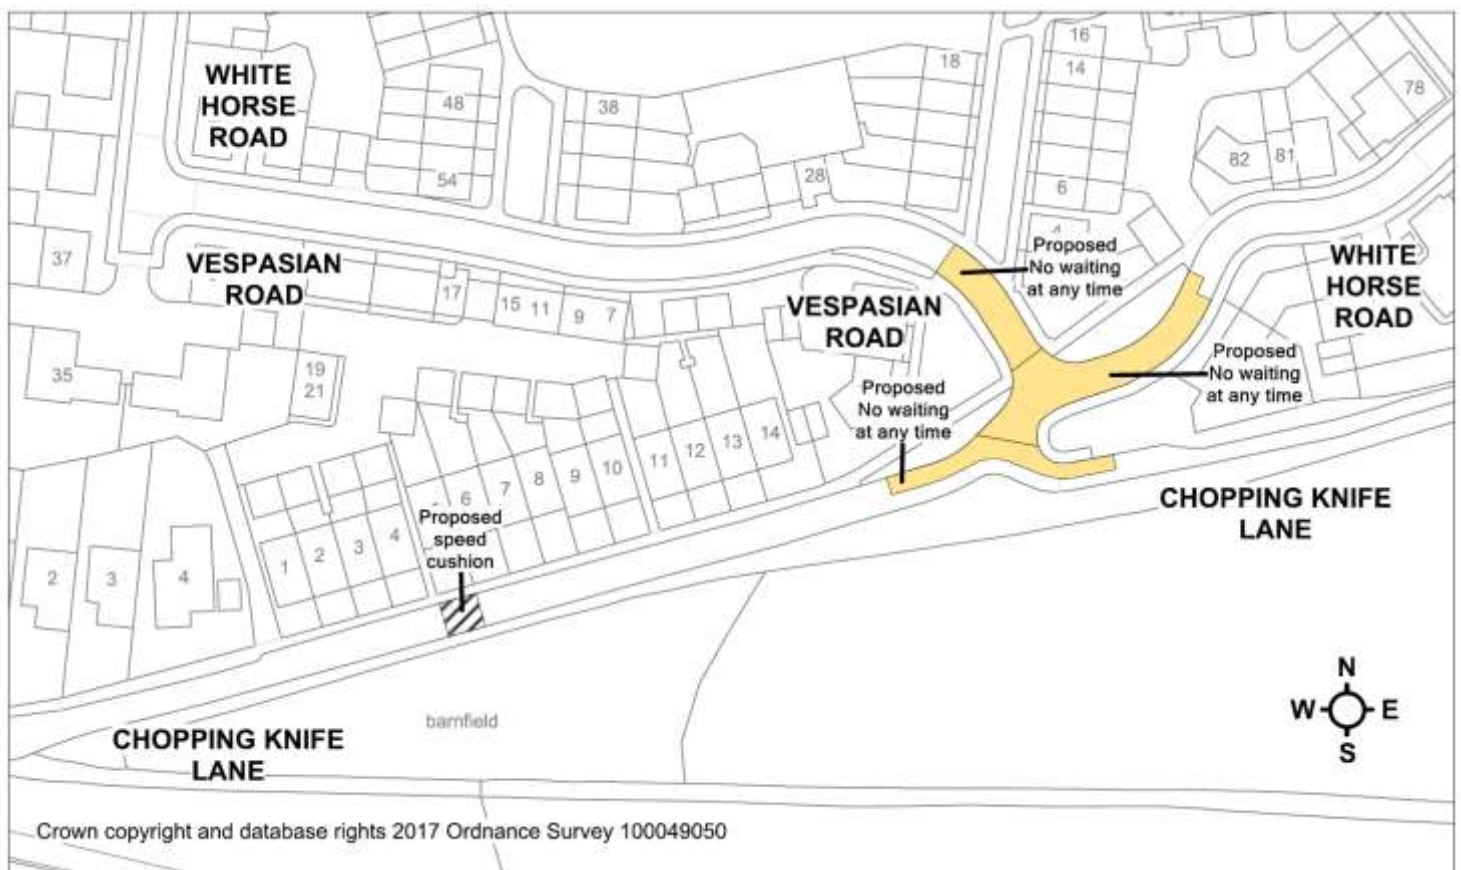 WHITE
HORSE
ROAD
48
54
38
18
28
16
14
6
4
82
81
78
37
VESPASIAN
ROAD
17
15
11
9
7
VESPASIAN
ROAD
Proposed
No waiting
at any time
WHITE
HORSE
ROAD
Proposed
No waiting
at any time
Proposed
No waiting
at any time
35
19
21
1
2
3
4
6
7
8
9
10
11
12
13
14
Proposed
speed
cushion
2
3
4
CHOPPING KNIFE
LANE
CHOPPING KNIFE
LANE
barnfield
N
W
E
S
Crown copyright and database rights 2017 Ordnance Survey 100049050